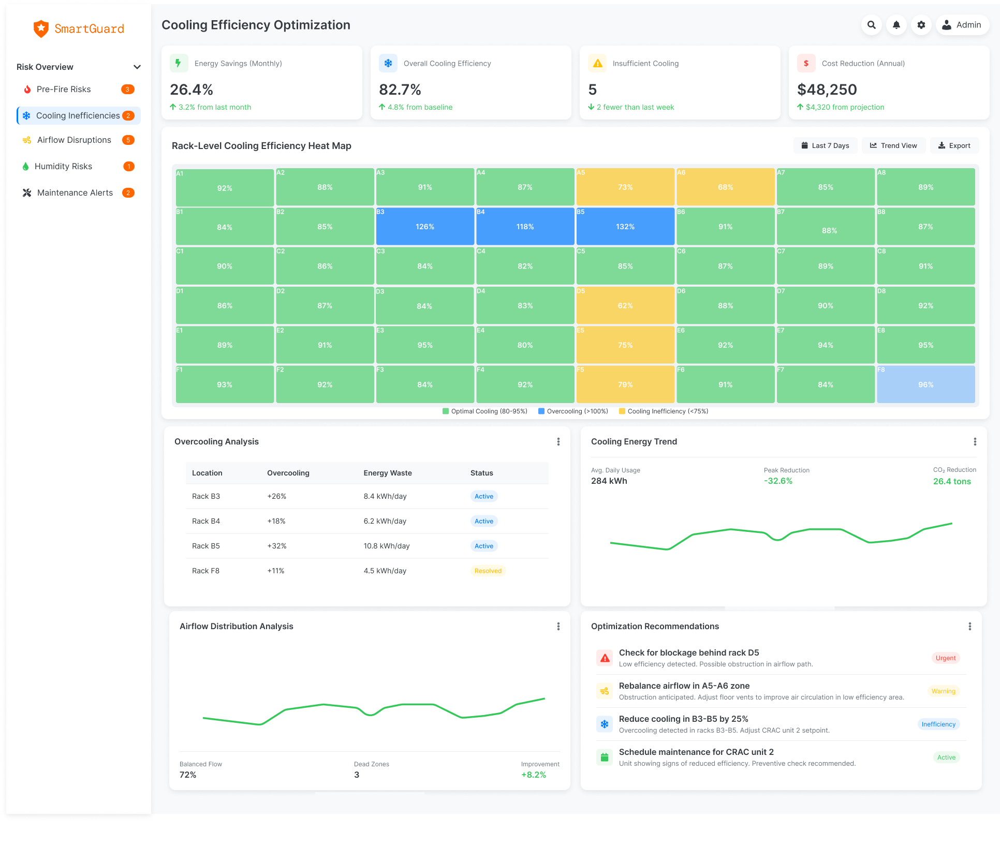 SmartGuard
Risk Overview
Pre-Fire Risks 3
Cooling Inefficiencies 2
Airflow Disruptions 5
Humidity Risks 1
Maintenance Alerts 2
Cooling Efficiency Optimization
Admin
Energy Savings (Monthly)
26.4%
3.2% from last month
Overall Cooling Efficiency
82.7%
4.8% from baseline
Insufficient Cooling
5
2 fewer than last week
$ Cost Reduction (Annual)
$48,250
$4,320 from projection
Rack-Level Cooling Efficiency Heat Map
Last 7 Days Trend View Export
A1 A2 A3 A4 A5 A6 A7 A8
92% 88% 91% 87% 73% 68% 85% 89%
B1 B2 B3 B4 B5 B6 B7 B8
84% 85% 126% 118% 132% 91% 88% 87%
C1 C2 C3 C4 C5 C6 C7 C8
90% 86% 84% 82% 85% 87% 89% 91%
D1 D2 D3 D4 D5 D6 D7 D8
86% 87% 84% 83% 62% 88% 90% 92%
E1 E2 E3 E4 E5 E6 E7 E8
89% 91% 95% 80% 75% 92% 94% 95%
F1 F2 F3 F4 F5 F6 F7 F8
93% 92% 84% 92% 79% 91% 84% 96%
Optimal Cooling (80-95%) Overcooling (>100%) Cooling Inefficiency (<75%)
Overcooling Analysis
Location Overcooling Energy Waste Status
Rack B3 +26% 8.4 kWh/day Active
Rack B4 +18% 6.2 kWh/day Active
Rack B5 +32% 10.8 kWh/day Active
Rack F8 +11% 4.5 kWh/day Resolved
Cooling Energy Trend
Avg. Daily Usage Peak Reduction CO₂ Reduction
284 kWh -32.6% 26.4 tons
Airflow Distribution Analysis
Balanced Flow Dead Zones Improvement
72% 3 +8.2%
Optimization Recommendations
Check for blockage behind rack D5
Low efficiency detected. Possible obstruction in airflow path.
Urgent
Rebalance airflow in A5-A6 zone
Obstruction anticipated. Adjust floor vents to improve air circulation in low efficiency area.
Warning
Reduce cooling in B3-B5 by 25%
Overcooling detected in racks B3-B5. Adjust CRAC unit 2 setpoint.
Inefficiency
Schedule maintenance for CRAC unit 2
Unit showing signs of reduced efficiency. Preventive check recommended.
Active